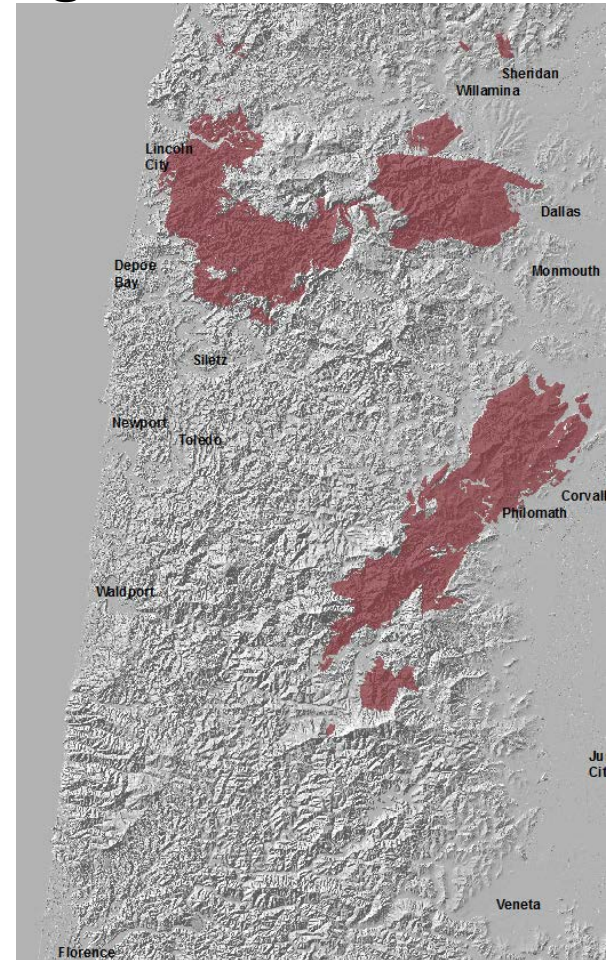 Sheridan
Willamina
Lincoln
City
Dallas
Depoe
Bay
Monmouth
Siletz
Newport
Toledo
Corvall
Philomath
Waldport
Ju
Cit
Veneta
Florence